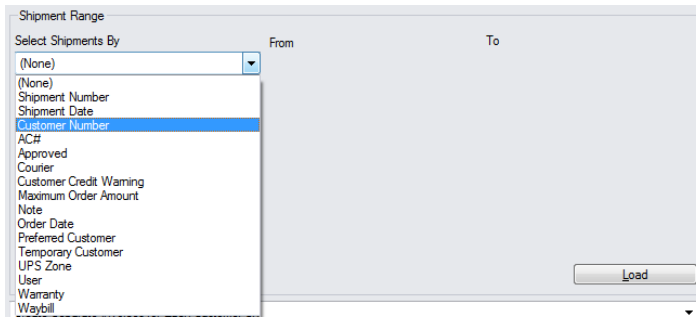 Shipment Range
Select Shipments By From To
(None)
(None)
Shipment Number
Shipment Date
Customer Number
AC#
Approved
Courier
Customer Credit Warning
Maximum Order Amount
Note
Order Date
Preferred Customer
Temporary Customer
UPS Zone
User
Load
Warranty
Waybill